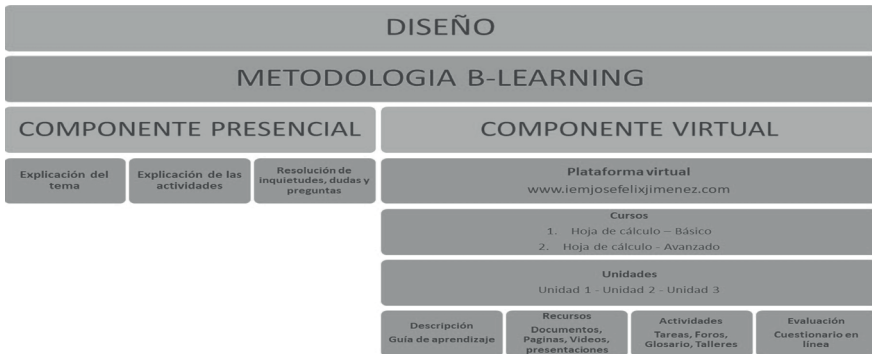 DISEÑO
METODOLOGIA B-LEARNING
COMPONENTE PRESENCIAL
COMPONENTE VIRTUAL
Explicación del
tema
Explicación de las
actividades
Resolución de
inquietudes, dudas y
preguntas
Plataforma virtual
www.iemjosefelixjimenez.com
Cursos
1. Hoja de cálculo – Básico
2. Hoja de cálculo - Avanzado
Unidades
Unidad 1 - Unidad 2 - Unidad 3
Descripción
Guía de aprendizaje
Recursos
Documentos,
Paginas, Videos,
presentaciones
Actividades
Tareas, Foros,
Glosario, Talleres
Evaluación
Cuestionario en
línea